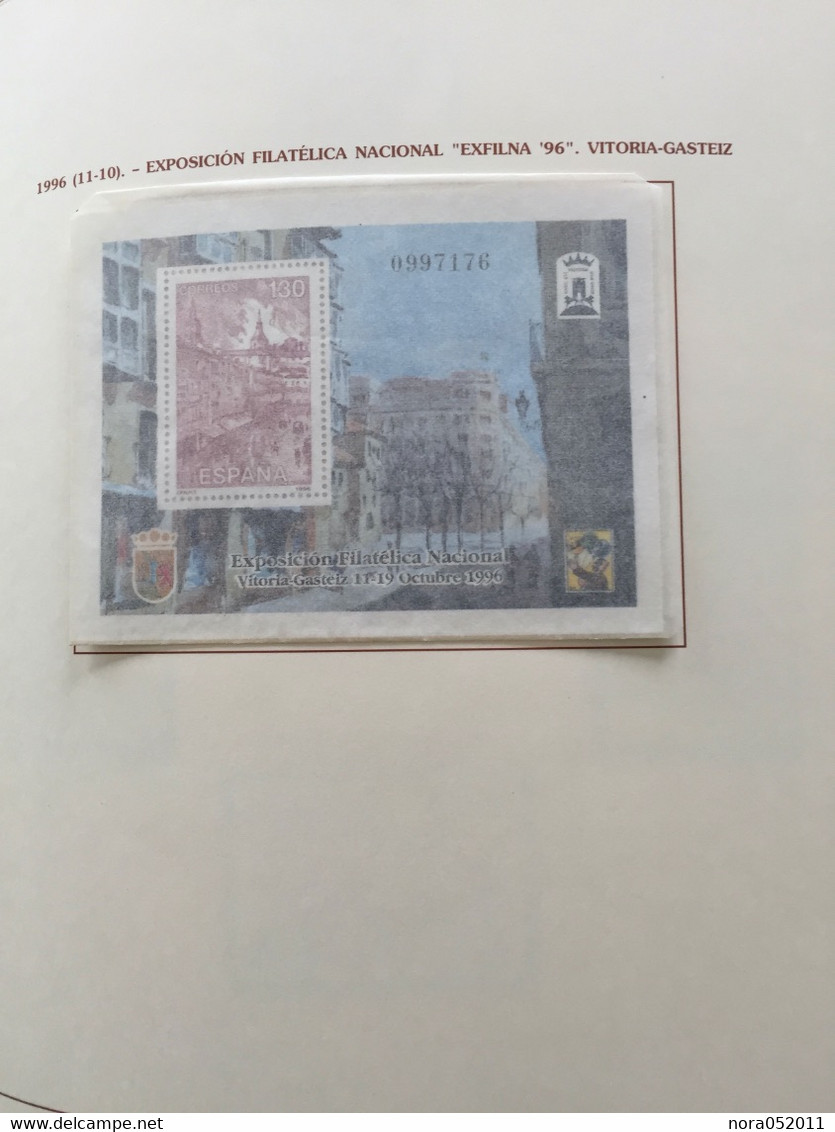 1996 (11-10). – EXPOSICIÓN FILATÉLICA NACIONAL "EXFILNA '96". VITORIA-GASTEIZ
0997176
CORREOS 130
ESPAÑA
1996
Exposición Filatélica Nacional
Vitoria-Gasteiz 11-19 Octubre 1996
delcampe.net
nora052011